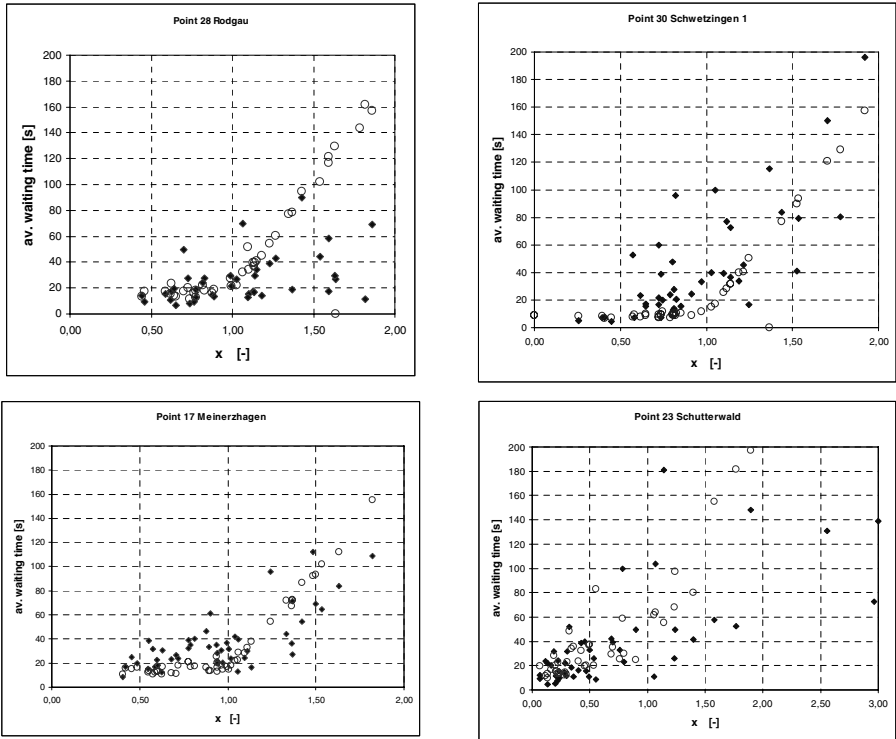 Point 28 Rodgau
av. waiting time [s]
200
180
160
140
120
100
80
60
40
20
0
0,00 0,50 1,00 1,50 2,00
x [-]
Point 30 Schwetzingen 1
av. waiting time [s]
200
180
160
140
120
100
80
60
40
20
0
0,00 0,50 1,00 1,50 2,00
x [-]
Point 17 Meinerzhagen
av. waiting time [s]
200
180
160
140
120
100
80
60
40
20
0
0,00 0,50 1,00 1,50 2,00
x [-]
Point 23 Schutterwald
av. waiting time [s]
200
180
160
140
120
100
80
60
40
20
0
0,00 0,50 1,00 1,50 2,00 2,50 3,00
x [-]